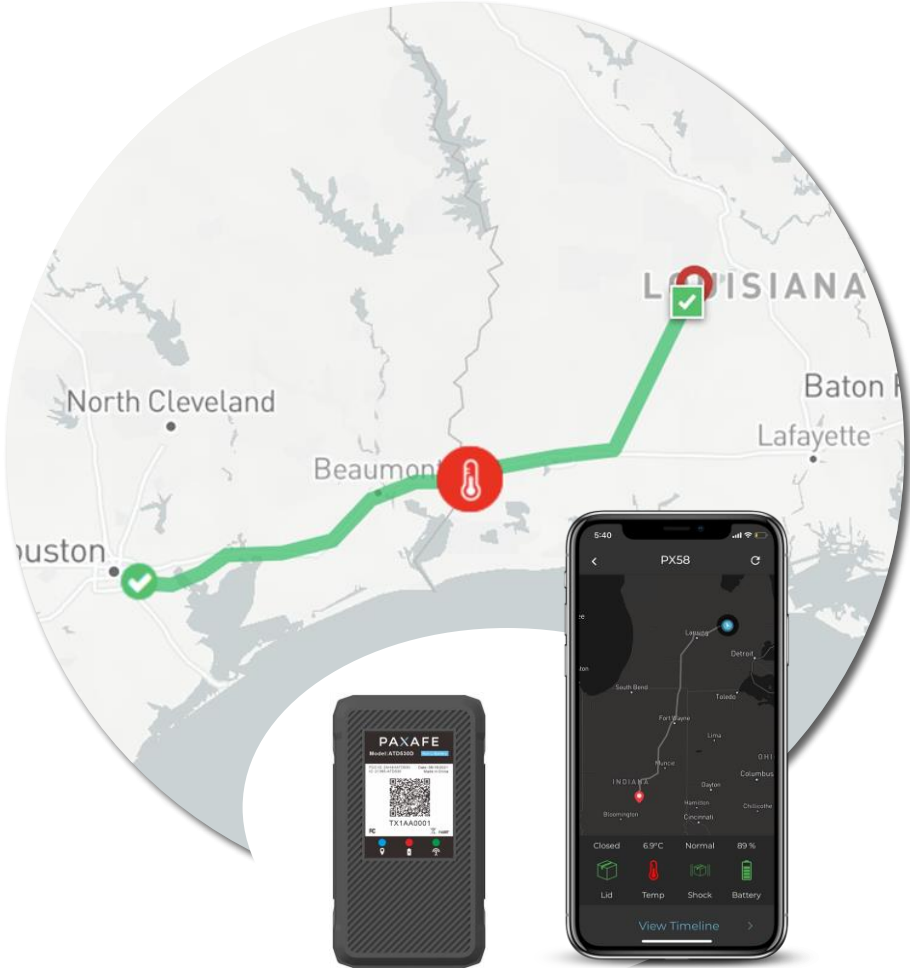 LOUISIANA
North Cleveland
Baton
Lafayette
Beaumont
ouston
5:40
PX58
Lansing
Detroit
South Bend
Toledo
Fort Wayne
Lima
OHI
Muncie
INDIANA
Dayton
Columbus
Hamilton
Chillicothe
Bloomington
Cincinnati
Closed
6.9°C
Normal
89 %
Lid
Temp
Shock
Battery
View Timeline
PAXAFE
Model:ATD530D
TX1AA0001
FC